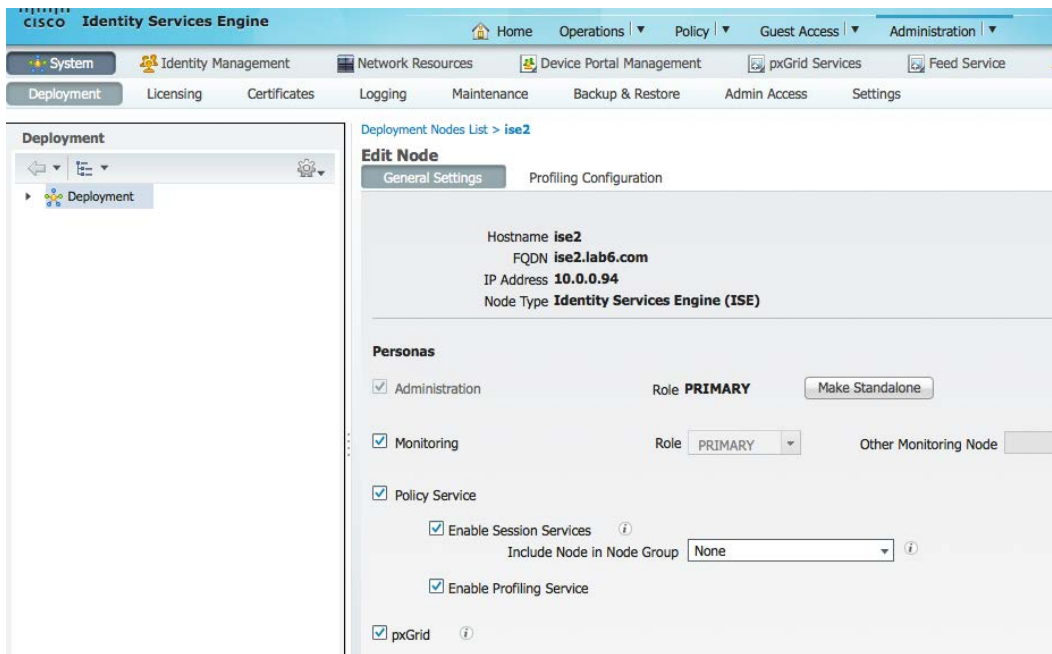 CISCO Identity Services Engine
Home Operations Policy Guest Access Administration
System Identity Management Network Resources Device Portal Management pxGrid Services Feed Service
Deployment Licensing Certificates Logging Maintenance Backup & Restore Admin Access Settings
Deployment
Deployment
Deployment Nodes List > ise2
Edit Node
General Settings Profiling Configuration
Hostname ise2
FQDN ise2.lab6.com
IP Address 10.0.0.94
Node Type Identity Services Engine (ISE)
Personas
Administration Role PRIMARY Make Standalone
Monitoring Role PRIMARY Other Monitoring Node
Policy Service
Enable Session Services
Include Node in Node Group None
Enable Profiling Service
pxGrid